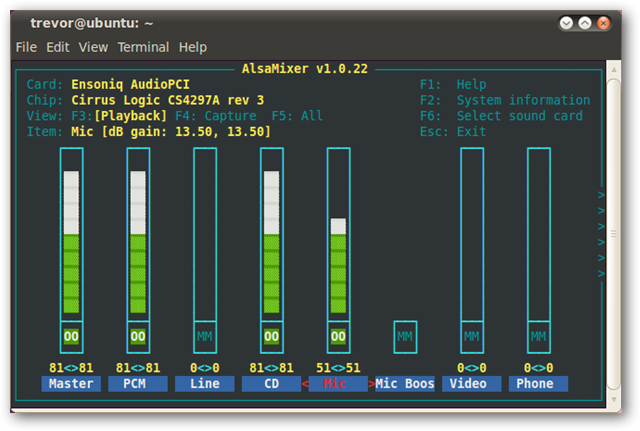 trevor@ubuntu: ~
File Edit View Terminal Help
AlsaMixer v1.0.22
Card: Ensoniq AudioPCI F1: Help
Chip: Cirrus Logic CS4297A rev 3 F2: System information
View: F3:[Playback] F4: Capture F5: All F6: Select sound card
Item: Mic [dB gain: 13.50, 13.50] Esc: Exit
>
>
>
>
>
>
OO OO MM OO OO MM MM MM
81<>81 81<>81 0<>0 81<>81 51<>51 0<>0 0<>0
Master PCM Line CD < Mic >Mic Boos Video Phone